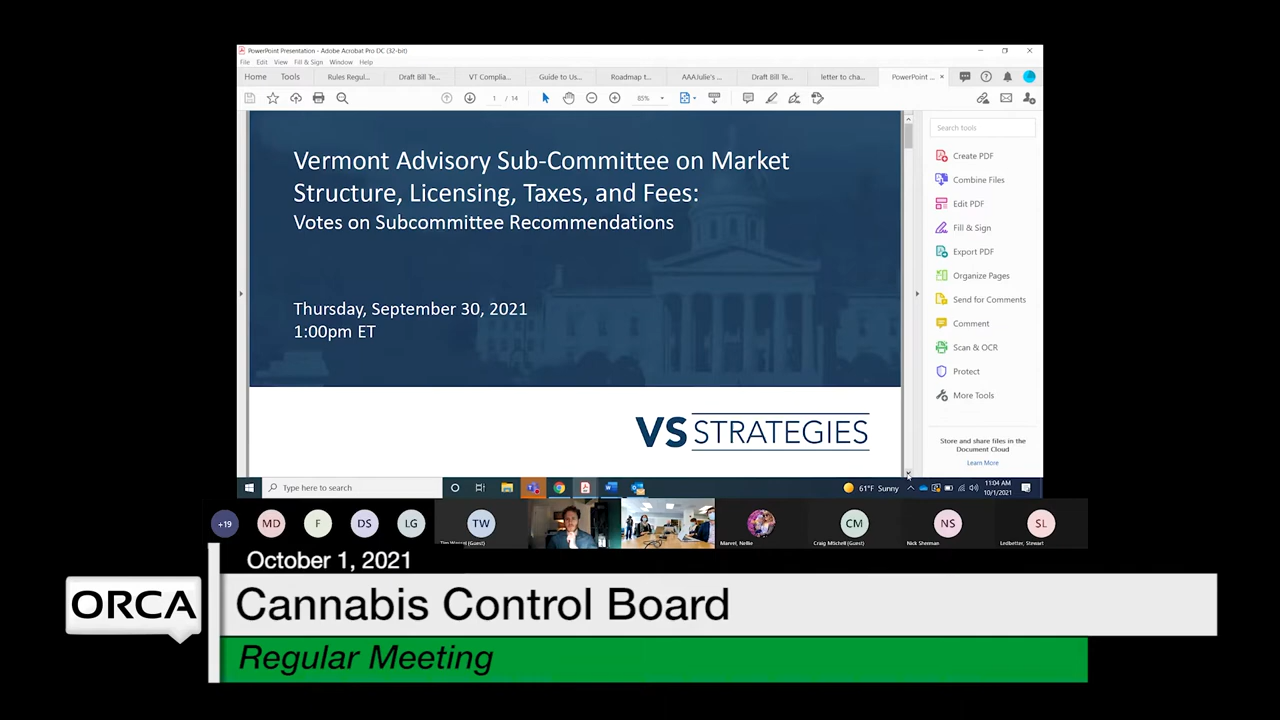 PowerPoint Presentation - Adobe Acrobat Pro DC (32-bit)
File Edit View Fill & Sign Window Help
Home Tools Rules Regul... Draft Bill Te... VT Complia... Guide to Us... Roadmap t... AAAJulie's ... Draft Bill Te... letter to cha... PowerPoint ... ×
1 / 14 85%
Vermont Advisory Sub-Committee on Market
Structure, Licensing, Taxes, and Fees:
Votes on Subcommittee Recommendations
Thursday, September 30, 2021
1:00pm ET
VS STRATEGIES
Search tools
Create PDF
Combine Files
Edit PDF
Fill & Sign
Export PDF
Organize Pages
Send for Comments
Comment
Scan & OCR
Protect
More Tools
Store and share files in the
Document Cloud
Learn More
Type here to search
61°F Sunny
11:04 AM
10/1/2021
+19 MD F DS LG TW CM NS SL
Tim Wessel (Guest) Marvel, Nellie Craig Mitchell (Guest) Nick Sherman Ledbetter, Stewart
October 1, 2021
ORCA
Cannabis Control Board
Regular Meeting